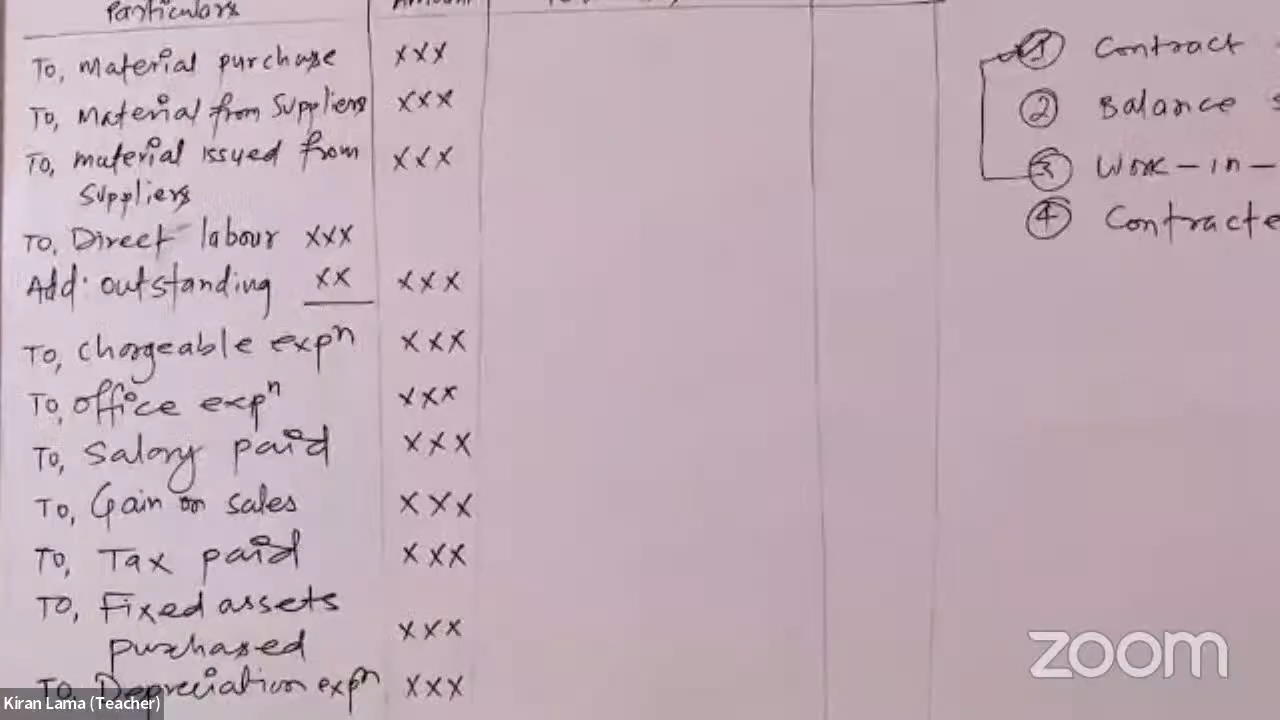 Particulars Amount
To, Material purchase xxx
To, Material from Suppliers xxx
To, material issued from xxx
Suppliers
To, Direct labour xxx
Add: outstanding xx xxx
To, Chargeable expn xxx
To, office expn xxx
To, Salary paid xxx
To, Gain on sales xxx
To, Tax paid xxx
To, Fixed assets
purchased xxx
To, Depreciation expn xxx
① Contract
② Balance
③ Work-in-
④ Contracte
zoom
Kiran Lama (Teacher)